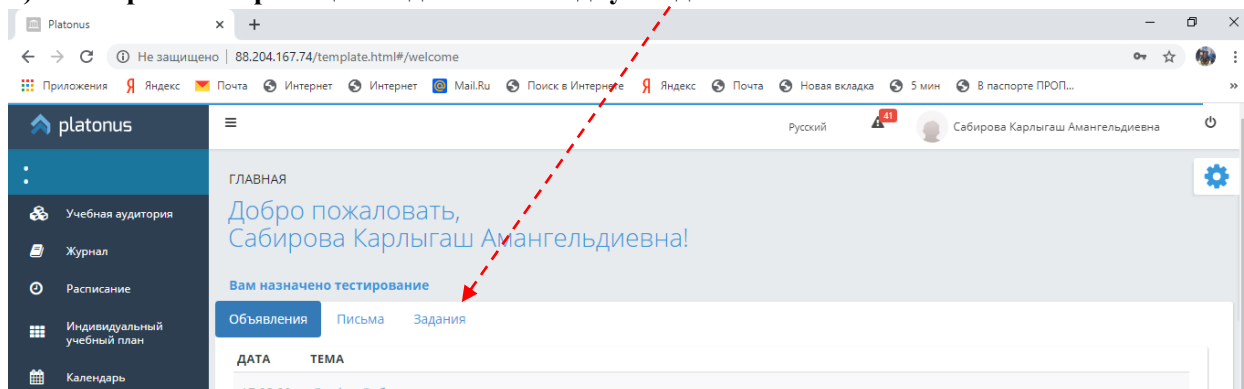 Platonus
Не защищено | 88.204.167.74/template.html#/welcome
Приложения Яндекс Почта Интернет Интернет Mail.Ru Поиск в Интернете Яндекс Почта Новая вкладка 5 мин В паспорте ПРОП...
platonus Русский 41 Сабирова Карлыгаш Амангельдиевна
ГЛАВНАЯ
Добро пожаловать,
Сабирова Карлыгаш Амангельдиевна!
Учебная аудитория
Журнал
Расписание
Индивидуальный
учебный план
Календарь
Вам назначено тестирование
Объявления Письма Задания
ДАТА ТЕМА